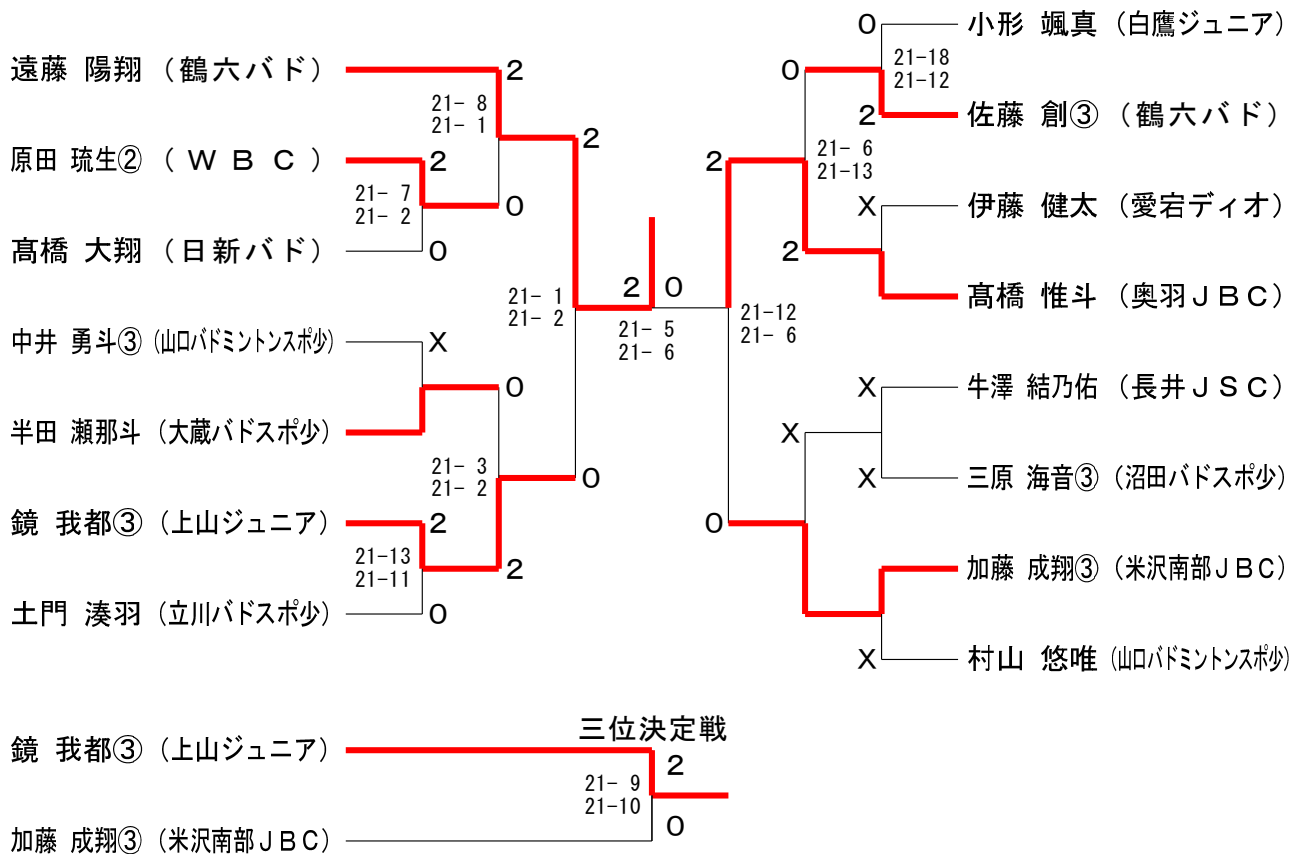 遠藤 陽翔 (鶴六バド)
2
21- 8
21- 1
2
原田 琉生② (ＷＢＣ)
2
21- 7
21- 2
0
髙橋 大翔 (日新バド)
0
21- 1
21- 2
中井 勇斗③ (山口バドミントンスポ少)
X
0
半田 瀬那斗 (大蔵バドスポ少)
21- 3
21- 2
0
鏡 我都③ (上山ジュニア)
2
21-13
21-11
2
土門 湊羽 (立川バドスポ少)
0
2
0
21- 5
21- 6
0
小形 颯真 (白鷹ジュニア)
21-18
21-12
0
2
佐藤 創③ (鶴六バド)
2
21- 6
21-13
X
伊藤 健太 (愛宕ディオ)
2
髙橋 惟斗 (奥羽ＪＢＣ)
21-12
21- 6
X
牛澤 結乃佑 (長井ＪＳＣ)
X
X
三原 海音③ (沼田バドスポ少)
0
加藤 成翔③ (米沢南部ＪＢＣ)
X
村山 悠唯 (山口バドミントンスポ少)
三位決定戦
鏡 我都③ (上山ジュニア)
2
21- 9
21-10
0
加藤 成翔③ (米沢南部ＪＢＣ)